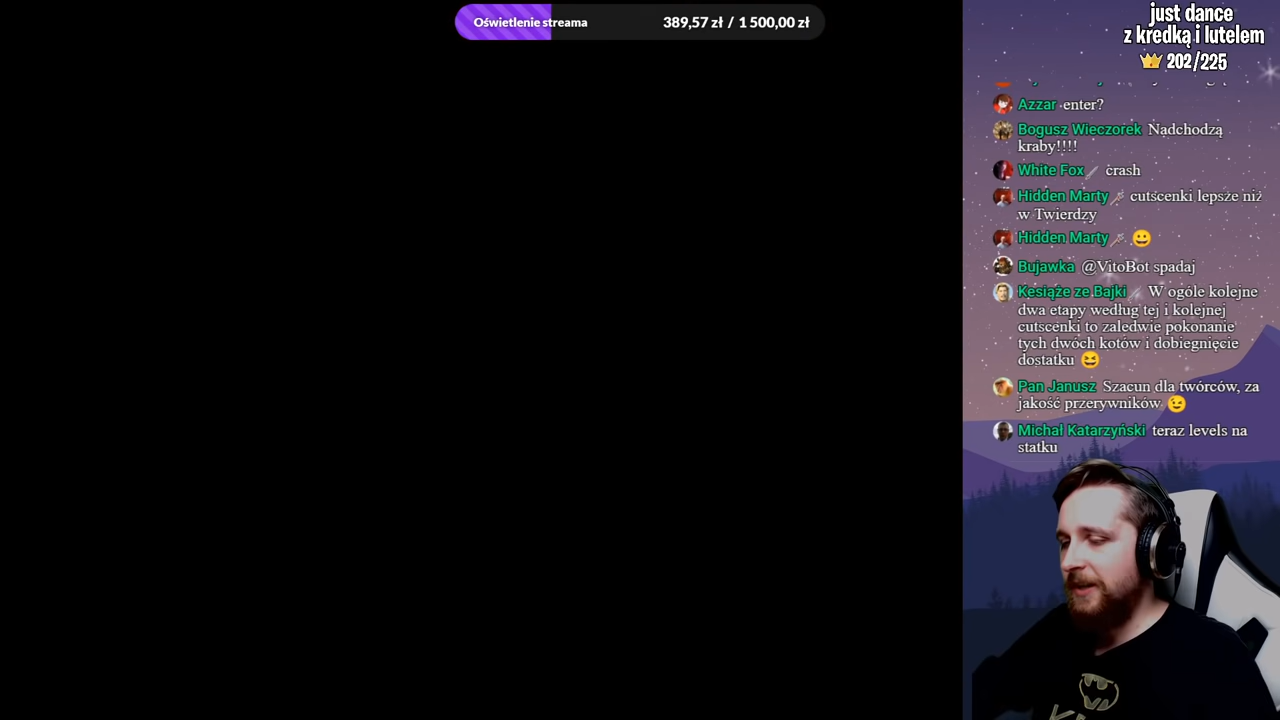 Oświetlenie streama 389,57 zł / 1 500,00 zł
just dance
z kredką i lutelem
202/225
Azzar enter?
Bogusz Wieczorek Nadchodzą
kraby!!!!
White Fox crash
Hidden Marty cutscenki lepsze niż
w Twierdzy
Hidden Marty 😀
Bujawka @VitoBot spadaj
Kesiąże ze Bajki W ogóle kolejne
dwa etapy według tej i kolejnej
cutscenki to zaledwie pokonanie
tych dwóch kotów i dobiegnięcie
dostatku 😆
Pan Janusz Szacun dla twórców, za
jakość przerywników 😉
Michał Katarzyński teraz levels na
statku